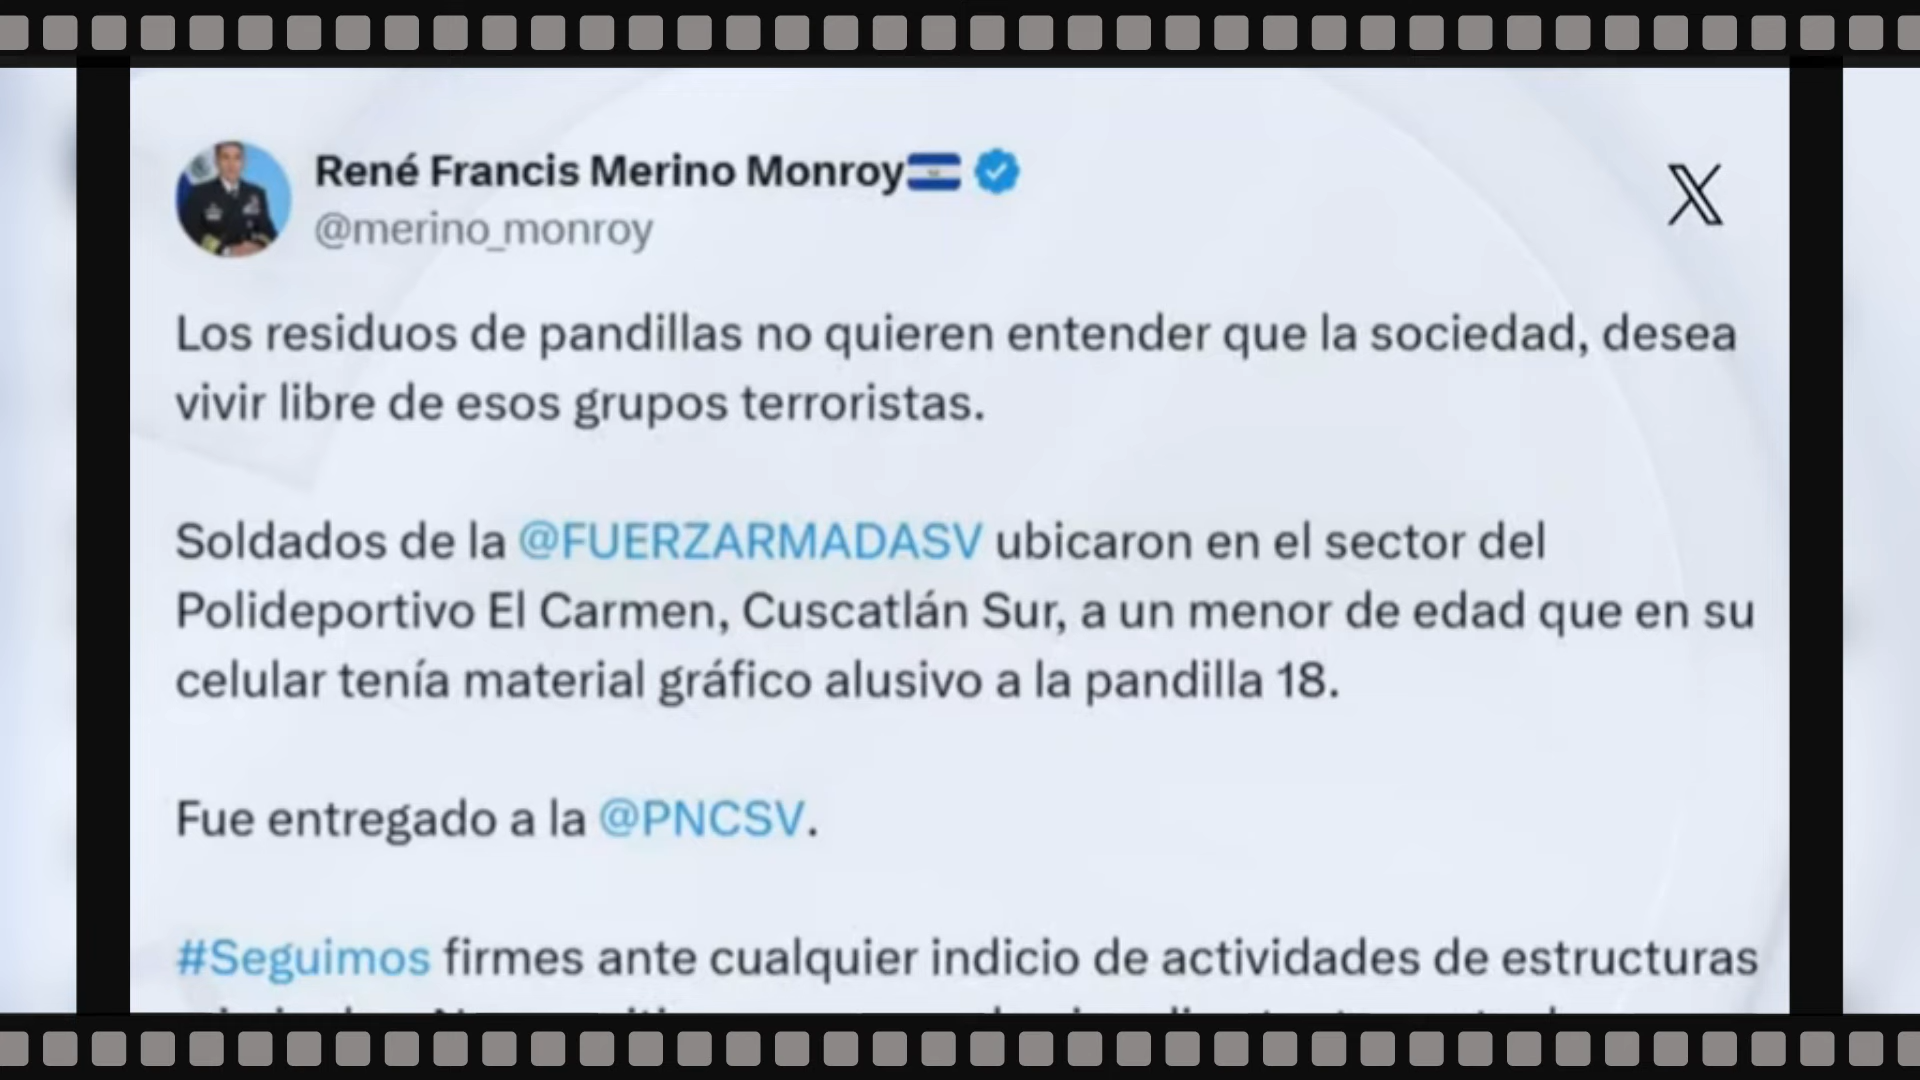 René Francis Merino Monroy
@merino_monroy
Los residuos de pandillas no quieren entender que la sociedad, desea
vivir libre de esos grupos terroristas.
Soldados de la @FUERZARMADASV ubicaron en el sector del
Polideportivo El Carmen, Cuscatlán Sur, a un menor de edad que en su
celular tenía material gráfico alusivo a la pandilla 18.
Fue entregado a la @PNCSV.
#Seguimos firmes ante cualquier indicio de actividades de estructuras